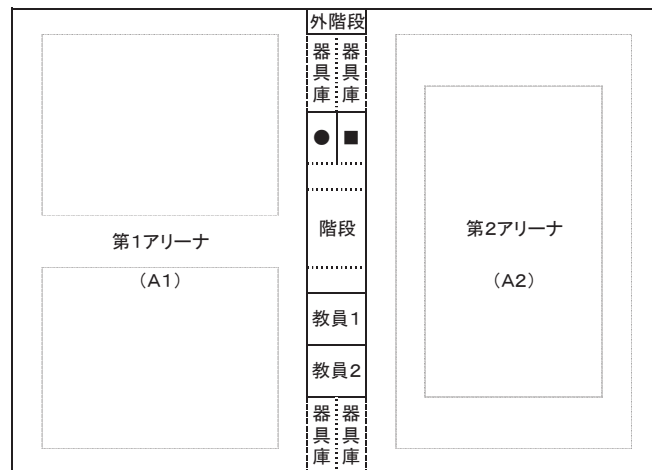 外階段
器具庫
器具庫
●
■
階段
第1アリーナ
(A1)
第2アリーナ
(A2)
教員1
教員2
器具庫
器具庫